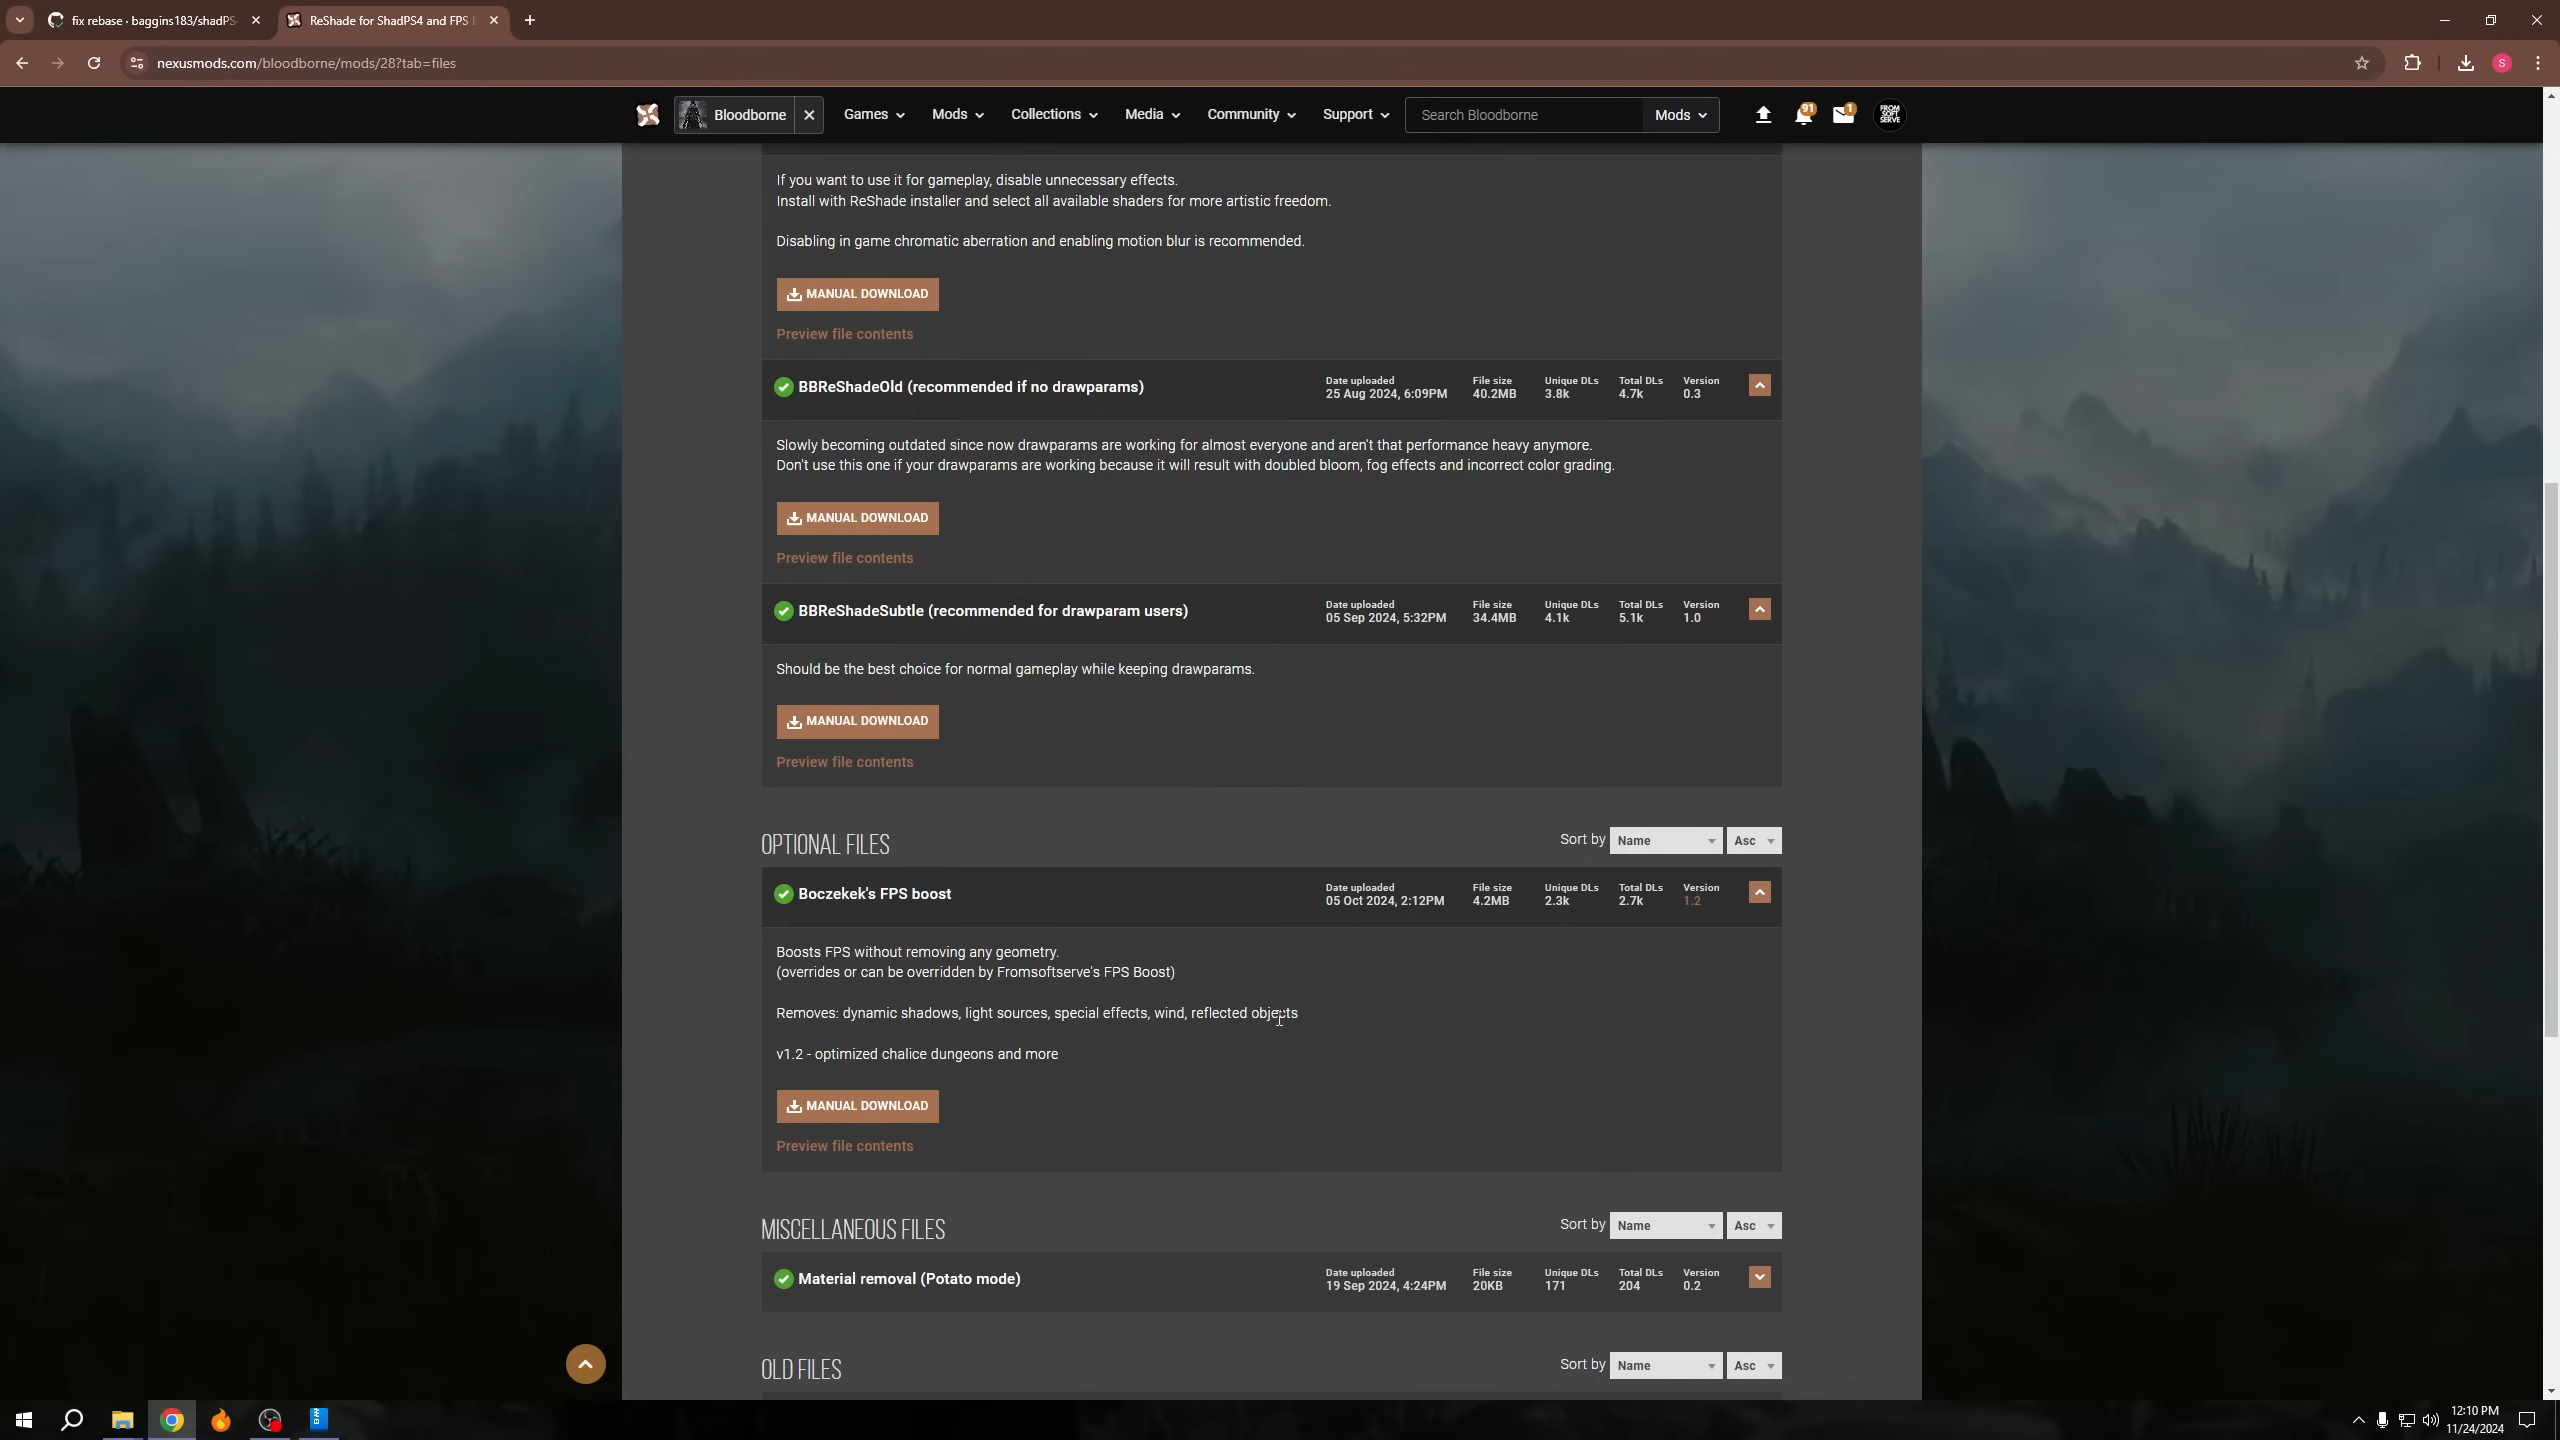 fix rebase · baggins183/shadPS
ReShade for ShadPS4 and FPS
nexusmods.com/bloodborne/mods/28?tab=files
S
Bloodborne
Games
Mods
Collections
Media
Community
Support
Search Bloodborne
Mods
91
1
FROM
SOFT
SERVE
If you want to use it for gameplay, disable unnecessary effects.
Install with ReShade installer and select all available shaders for more artistic freedom.
Disabling in game chromatic aberration and enabling motion blur is recommended.
MANUAL DOWNLOAD
Preview file contents
BBReShadeOld (recommended if no drawparams)
Date uploaded File size Unique DLs Total DLs Version
25 Aug 2024, 6:09PM 40.2MB 3.8k 4.7k 0.3
Slowly becoming outdated since now drawparams are working for almost everyone and aren't that performance heavy anymore.
Don't use this one if your drawparams are working because it will result with doubled bloom, fog effects and incorrect color grading.
MANUAL DOWNLOAD
Preview file contents
BBReShadeSubtle (recommended for drawparam users)
Date uploaded File size Unique DLs Total DLs Version
05 Sep 2024, 5:32PM 34.4MB 4.1k 5.1k 1.0
Should be the best choice for normal gameplay while keeping drawparams.
MANUAL DOWNLOAD
Preview file contents
OPTIONAL FILES
Sort by Name Asc
Boczekek's FPS boost
Date uploaded File size Unique DLs Total DLs Version
05 Oct 2024, 2:12PM 4.2MB 2.3k 2.7k 1.2
Boosts FPS without removing any geometry.
(overrides or can be overridden by Fromsoftserve's FPS Boost)
Removes: dynamic shadows, light sources, special effects, wind, reflected objects
v1.2 - optimized chalice dungeons and more
MANUAL DOWNLOAD
Preview file contents
MISCELLANEOUS FILES
Sort by Name Asc
Material removal (Potato mode)
Date uploaded File size Unique DLs Total DLs Version
19 Sep 2024, 4:24PM 20KB 171 204 0.2
OLD FILES
Sort by Name Asc
12:10 PM
11/24/2024